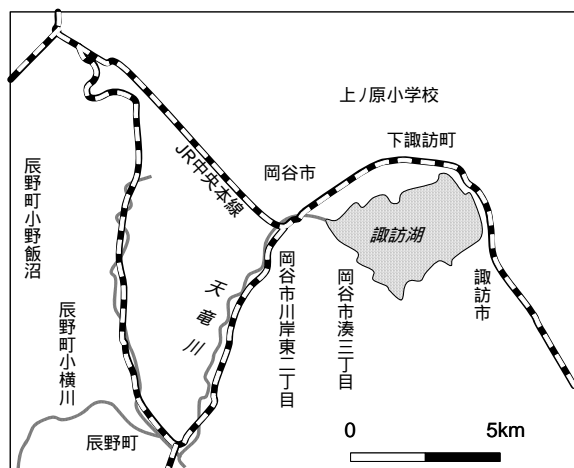 上ノ原小学校
下諏訪町
岡谷市
JR中央本線
諏訪湖
辰野町小野飯沼
天竜川
岡谷市川岸東二丁目
岡谷市湊三丁目
諏訪市
辰野町小横川
辰野町
0 5km